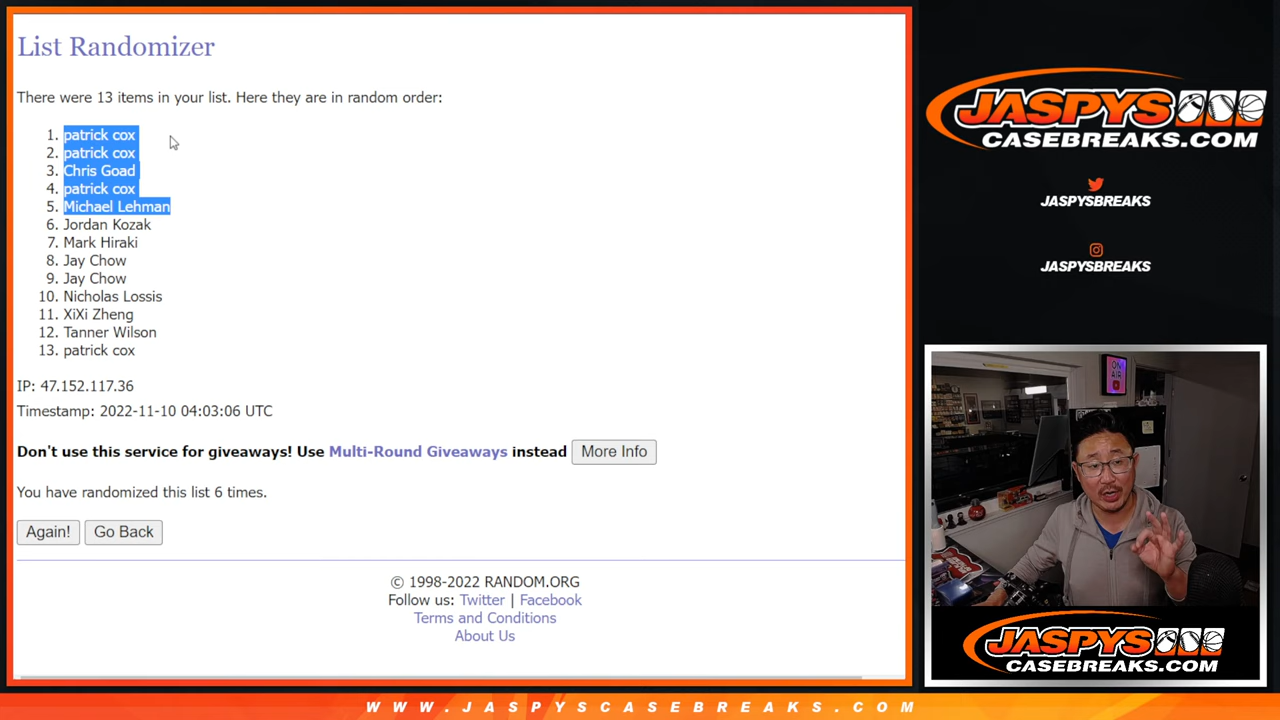 List Randomizer
There were 13 items in your list. Here they are in random order:
1. patrick cox
2. patrick cox
3. Chris Goad
4. patrick cox
5. Michael Lehman
6. Jordan Kozak
7. Mark Hiraki
8. Jay Chow
9. Jay Chow
10. Nicholas Lossis
11. XiXi Zheng
12. Tanner Wilson
13. patrick cox
IP: 47.152.117.36
Timestamp: 2022-11-10 04:03:06 UTC
Don't use this service for giveaways! Use Multi-Round Giveaways instead More Info
You have randomized this list 6 times.
Again! Go Back
© 1998-2022 RANDOM.ORG
Follow us: Twitter | Facebook
Terms and Conditions
About Us
JASPYS
CASEBREAKS.COM
JASPYSBREAKS
JASPYSBREAKS
ON
AIR
JASPYS
CASEBREAKS.COM
WWW.JASPYSCASEBREAKS.COM